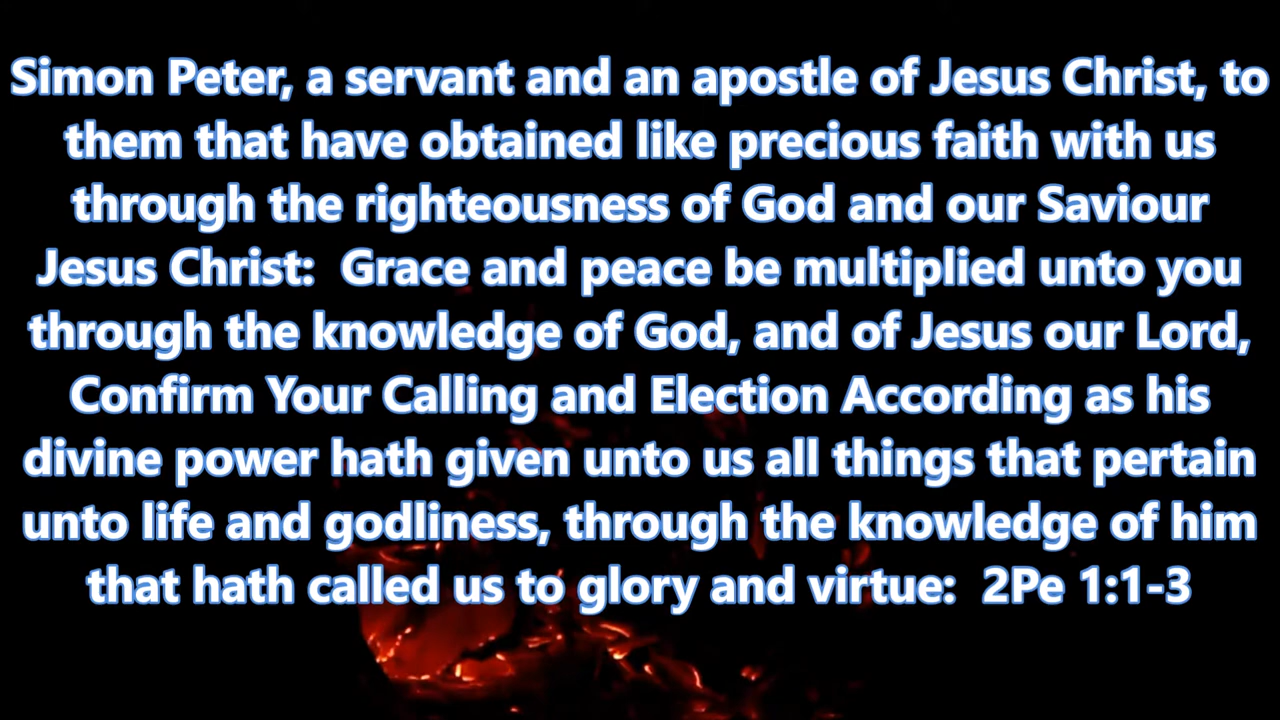 Simon Peter, a servant and an apostle of Jesus Christ, to
them that have obtained like precious faith with us
through the righteousness of God and our Saviour
Jesus Christ:  Grace and peace be multiplied unto you
through the knowledge of God, and of Jesus our Lord,
Confirm Your Calling and Election According as his
divine power hath given unto us all things that pertain
unto life and godliness, through the knowledge of him
that hath called us to glory and virtue:  2Pe 1:1-3